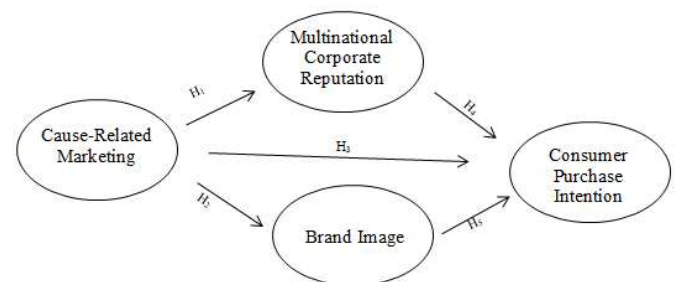 Multinational
Corporate
Reputation
H1
H4
Cause-Related
Marketing
H3
Consumer
Purchase
Intention
H2
Brand Image
H5